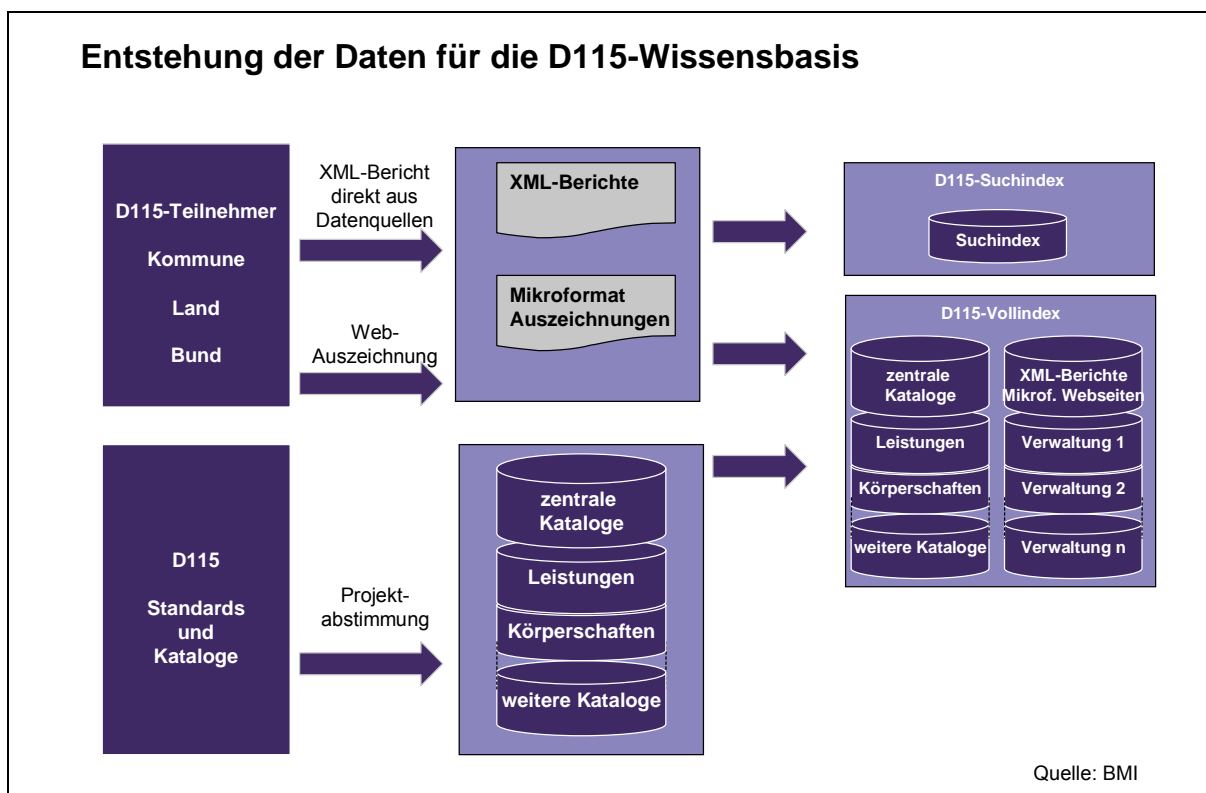 Entstehung der Daten für die D115-Wissensbasis
D115-Teilnehmer
Kommune
Land
Bund
XML-Bericht
direkt aus
Datenquellen
Web-
Auszeichnung
XML-Berichte
Mikroformat
Auszeichnungen
D115-Suchindex
Suchindex
D115-Vollindex
zentrale
Kataloge
Leistungen
Körperschaften
weitere Kataloge
XML-Berichte
Mikrof. Webseiten
Verwaltung 1
Verwaltung 2
Verwaltung n
D115
Standards
und
Kataloge
Projekt-
abstimmung
zentrale
Kataloge
Leistungen
Körperschaften
weitere Kataloge
Quelle: BMI